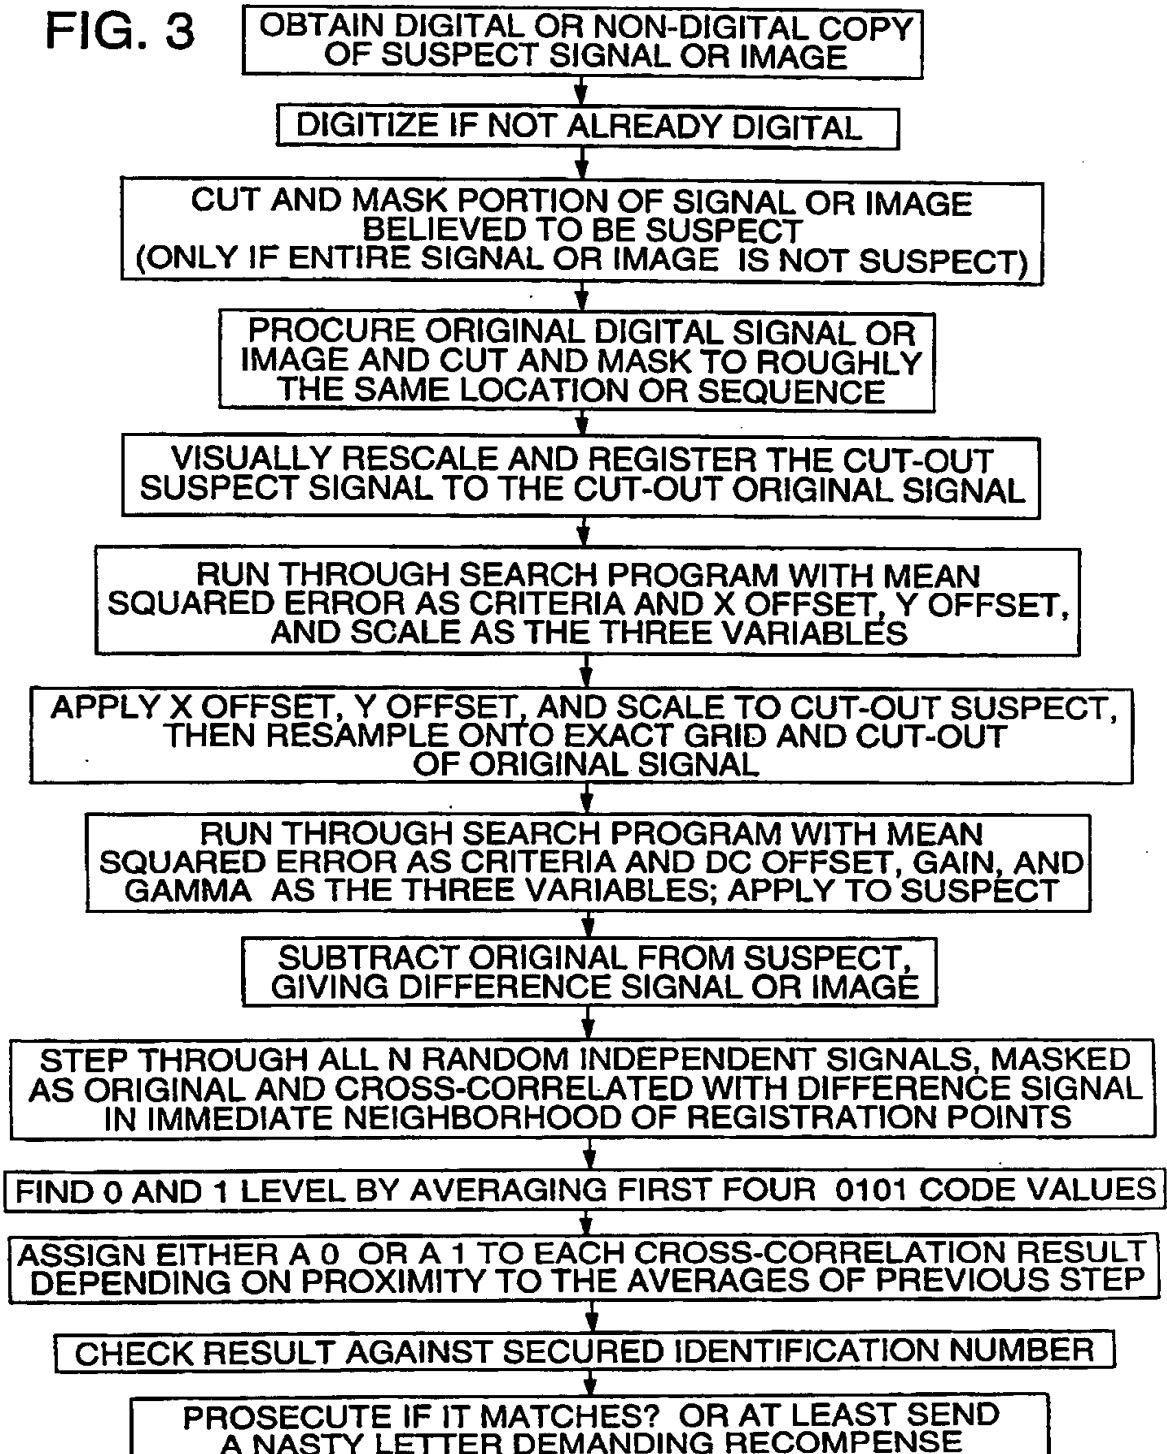 FIG. 3
OBTAIN DIGITAL OR NON-DIGITAL COPY
OF SUSPECT SIGNAL OR IMAGE
DIGITIZE IF NOT ALREADY DIGITAL
CUT AND MASK PORTION OF SIGNAL OR IMAGE
BELIEVED TO BE SUSPECT
(ONLY IF ENTIRE SIGNAL OR IMAGE IS NOT SUSPECT)
PROCURE ORIGINAL DIGITAL SIGNAL OR
IMAGE AND CUT AND MASK TO ROUGHLY
THE SAME LOCATION OR SEQUENCE
VISUALLY RESCALE AND REGISTER THE CUT-OUT
SUSPECT SIGNAL TO THE CUT-OUT ORIGINAL SIGNAL
RUN THROUGH SEARCH PROGRAM WITH MEAN
SQUARED ERROR AS CRITERIA AND X OFFSET, Y OFFSET,
AND SCALE AS THE THREE VARIABLES
APPLY X OFFSET, Y OFFSET, AND SCALE TO CUT-OUT SUSPECT,
THEN RESAMPLE ONTO EXACT GRID AND CUT-OUT
OF ORIGINAL SIGNAL
RUN THROUGH SEARCH PROGRAM WITH MEAN
SQUARED ERROR AS CRITERIA AND DC OFFSET, GAIN, AND
GAMMA AS THE THREE VARIABLES; APPLY TO SUSPECT
SUBTRACT ORIGINAL FROM SUSPECT,
GIVING DIFFERENCE SIGNAL OR IMAGE
STEP THROUGH ALL N RANDOM INDEPENDENT SIGNALS, MASKED
AS ORIGINAL AND CROSS-CORRELATED WITH DIFFERENCE SIGNAL
IN IMMEDIATE NEIGHBORHOOD OF REGISTRATION POINTS
FIND 0 AND 1 LEVEL BY AVERAGING FIRST FOUR 0101 CODE VALUES
ASSIGN EITHER A 0 OR A 1 TO EACH CROSS-CORRELATION RESULT
DEPENDING ON PROXIMITY TO THE AVERAGES OF PREVIOUS STEP
CHECK RESULT AGAINST SECURED IDENTIFICATION NUMBER
PROSECUTE IF IT MATCHES? OR AT LEAST SEND
A NASTY LETTER DEMANDING RECOMPENSE